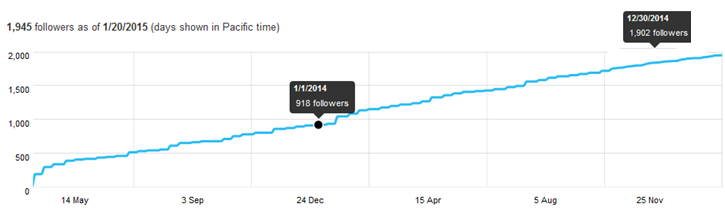 1,945 followers as of 1/20/2015 (days shown in Pacific time)
12/30/2014
1,902 followers
2,000
1/1/2014
918 followers
1,500
1,000
500
0
14 May
3 Sep
24 Dec
15 Apr
5 Aug
25 Nov